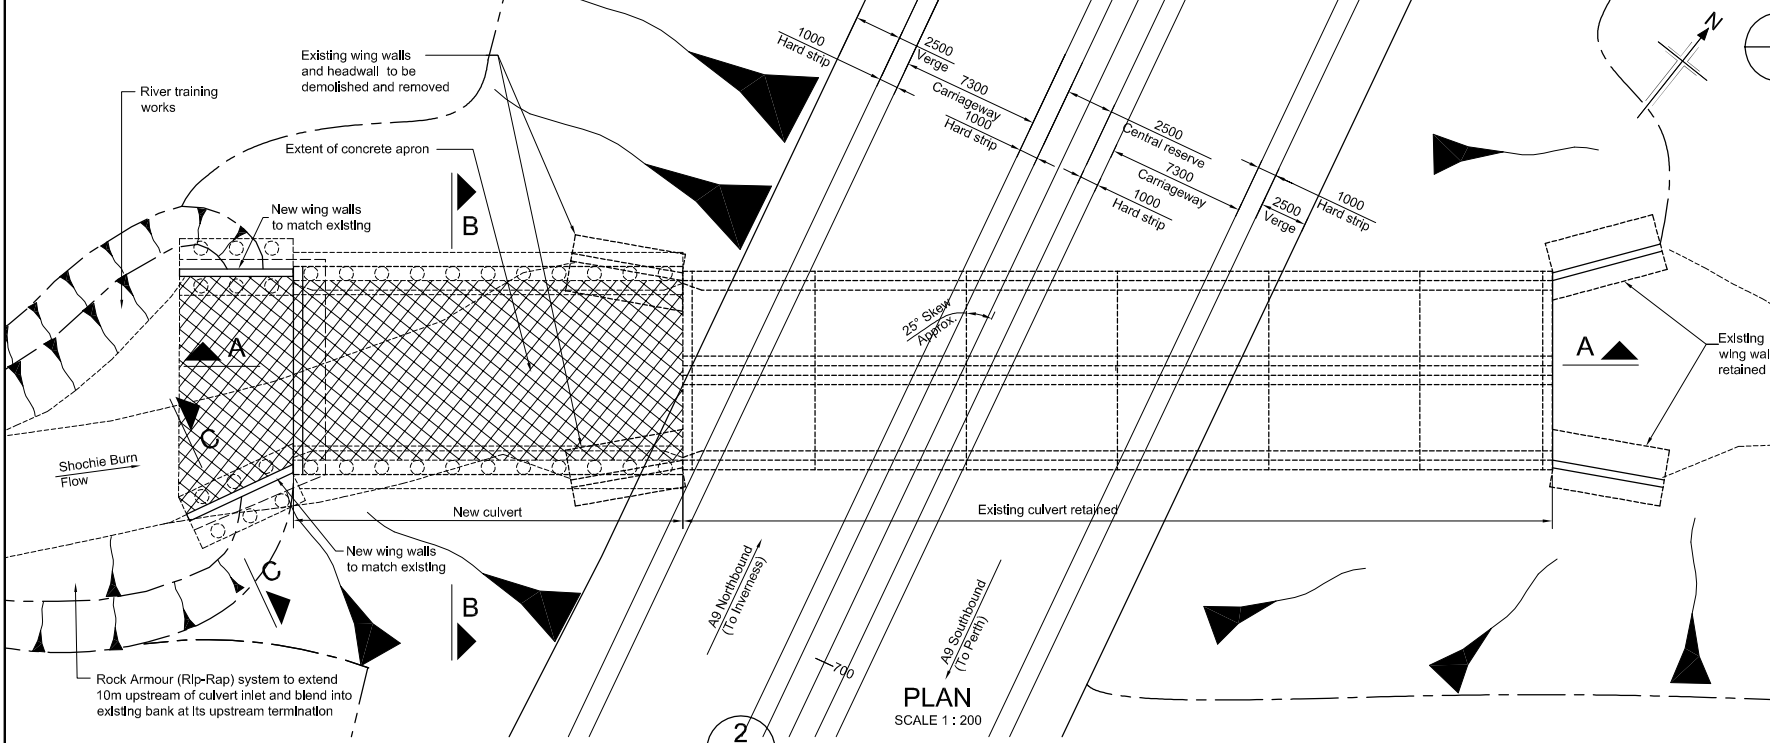 Existing wing walls
and headwall to be
demolished and removed
River training
works
Extent of concrete apron
New wing walls
to match existing
B
1000
Hard strip
2500
Verge
7300
Carriageway
1000
Hard strip
2500
Central reserve
7300
Carriageway
1000
Hard strip
2500
Verge
1000
Hard strip
N
A
25° Skew
Approx.
A
Existing
wing wal
retained
C
Shochie Burn
Flow
New culvert
Existing culvert retained
New wing walls
to match existing
C
B
A9 Northbound
(To Inverness)
A9 Southbound
(To Perth)
700
Rock Armour (Rip-Rap) system to extend
10m upstream of culvert inlet and blend into
existing bank at its upstream termination
PLAN
SCALE 1 : 200
2